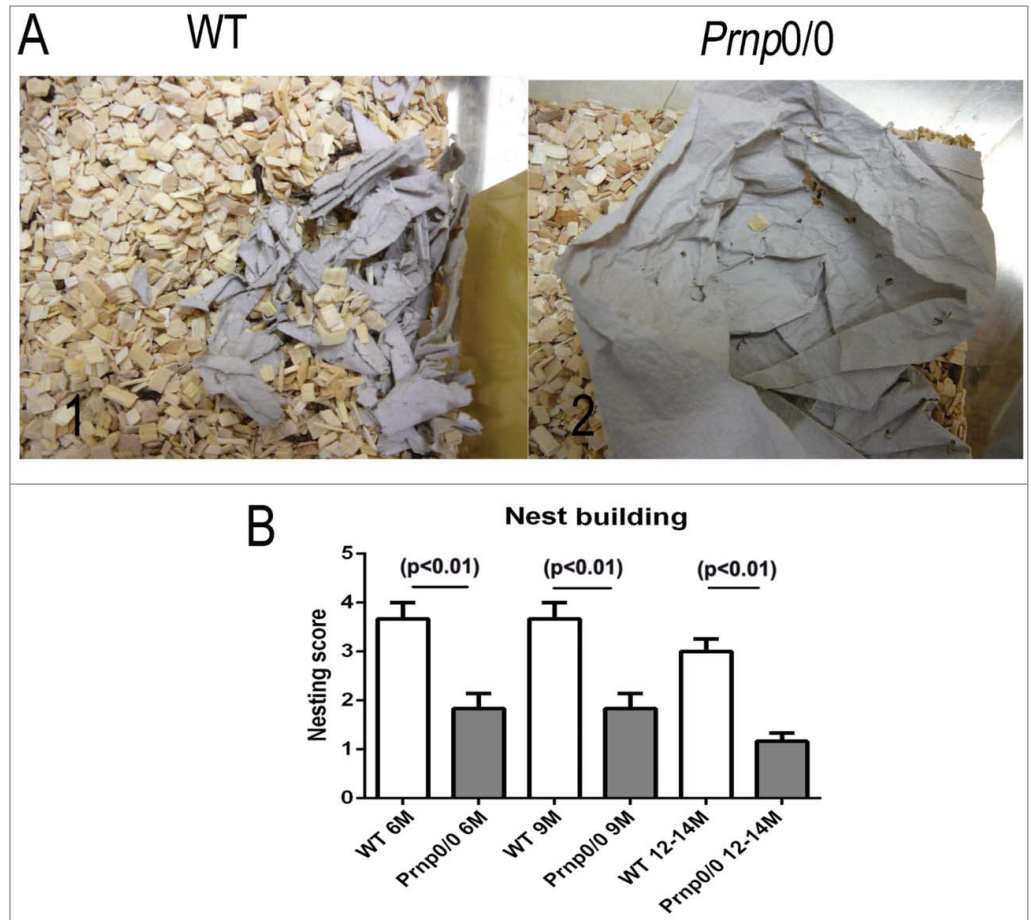 A
WT
Prnp0/0
1
2
B
Nest building
(p<0.01)
(p<0.01)
(p<0.01)
Nesting score
5
4
3
2
1
0
WT 6M
Prnp0/0 6M
WT 9M
Prnp0/0 9M
WT 12-14M
Prnp0/0 12-14M